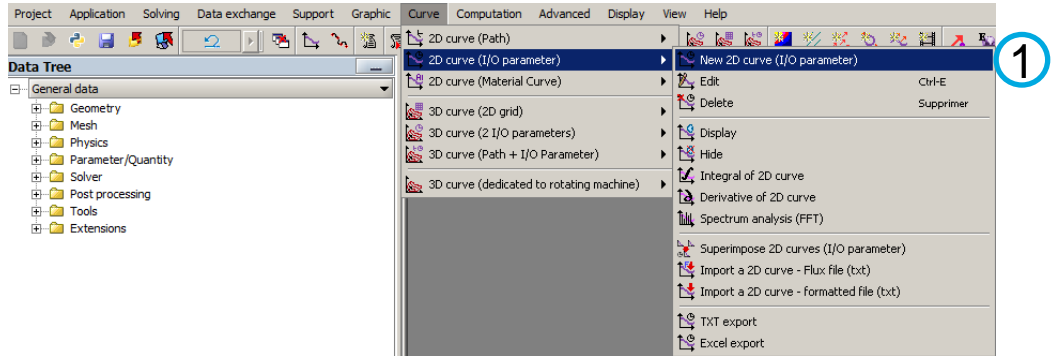 Project Application Solving Data exchange Support Graphic Curve Computation Advanced Display View Help
Data Tree
General data
Geometry
Mesh
Physics
Parameter/Quantity
Solver
Post processing
Tools
Extensions
2D curve (Path)
2D curve (I/O parameter)
2D curve (Material Curve)
3D curve (2D grid)
3D curve (2 I/O parameters)
3D curve (Path + I/O Parameter)
3D curve (dedicated to rotating machine)
New 2D curve (I/O parameter)
Edit Ctrl-E
Delete Supprimer
Display
Hide
Integral of 2D curve
Derivative of 2D curve
Spectrum analysis (FFT)
Superimpose 2D curves (I/O parameter)
Import a 2D curve - Flux file (txt)
Import a 2D curve - formatted file (txt)
TXT export
Excel export
1